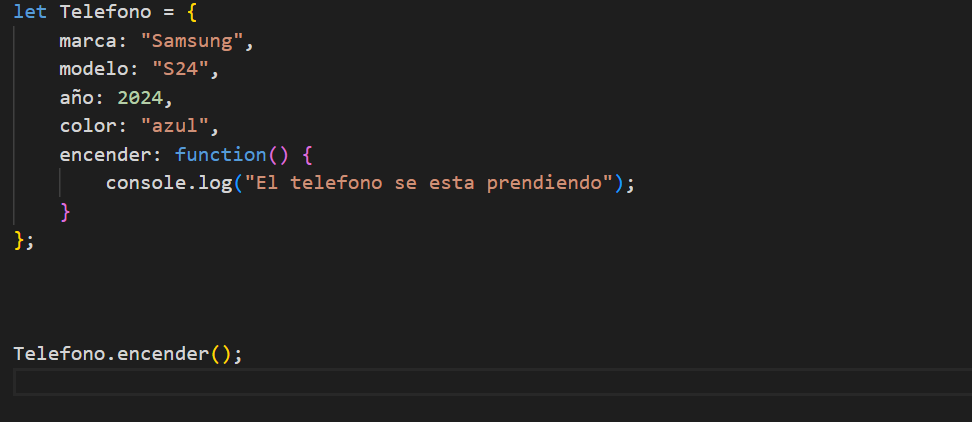 let Telefono = {
    marca: "Samsung",
    modelo: "S24",
    año: 2024,
    color: "azul",
    encender: function() {
        console.log("El telefono se esta prendiendo");
    }
};
Telefono.encender();